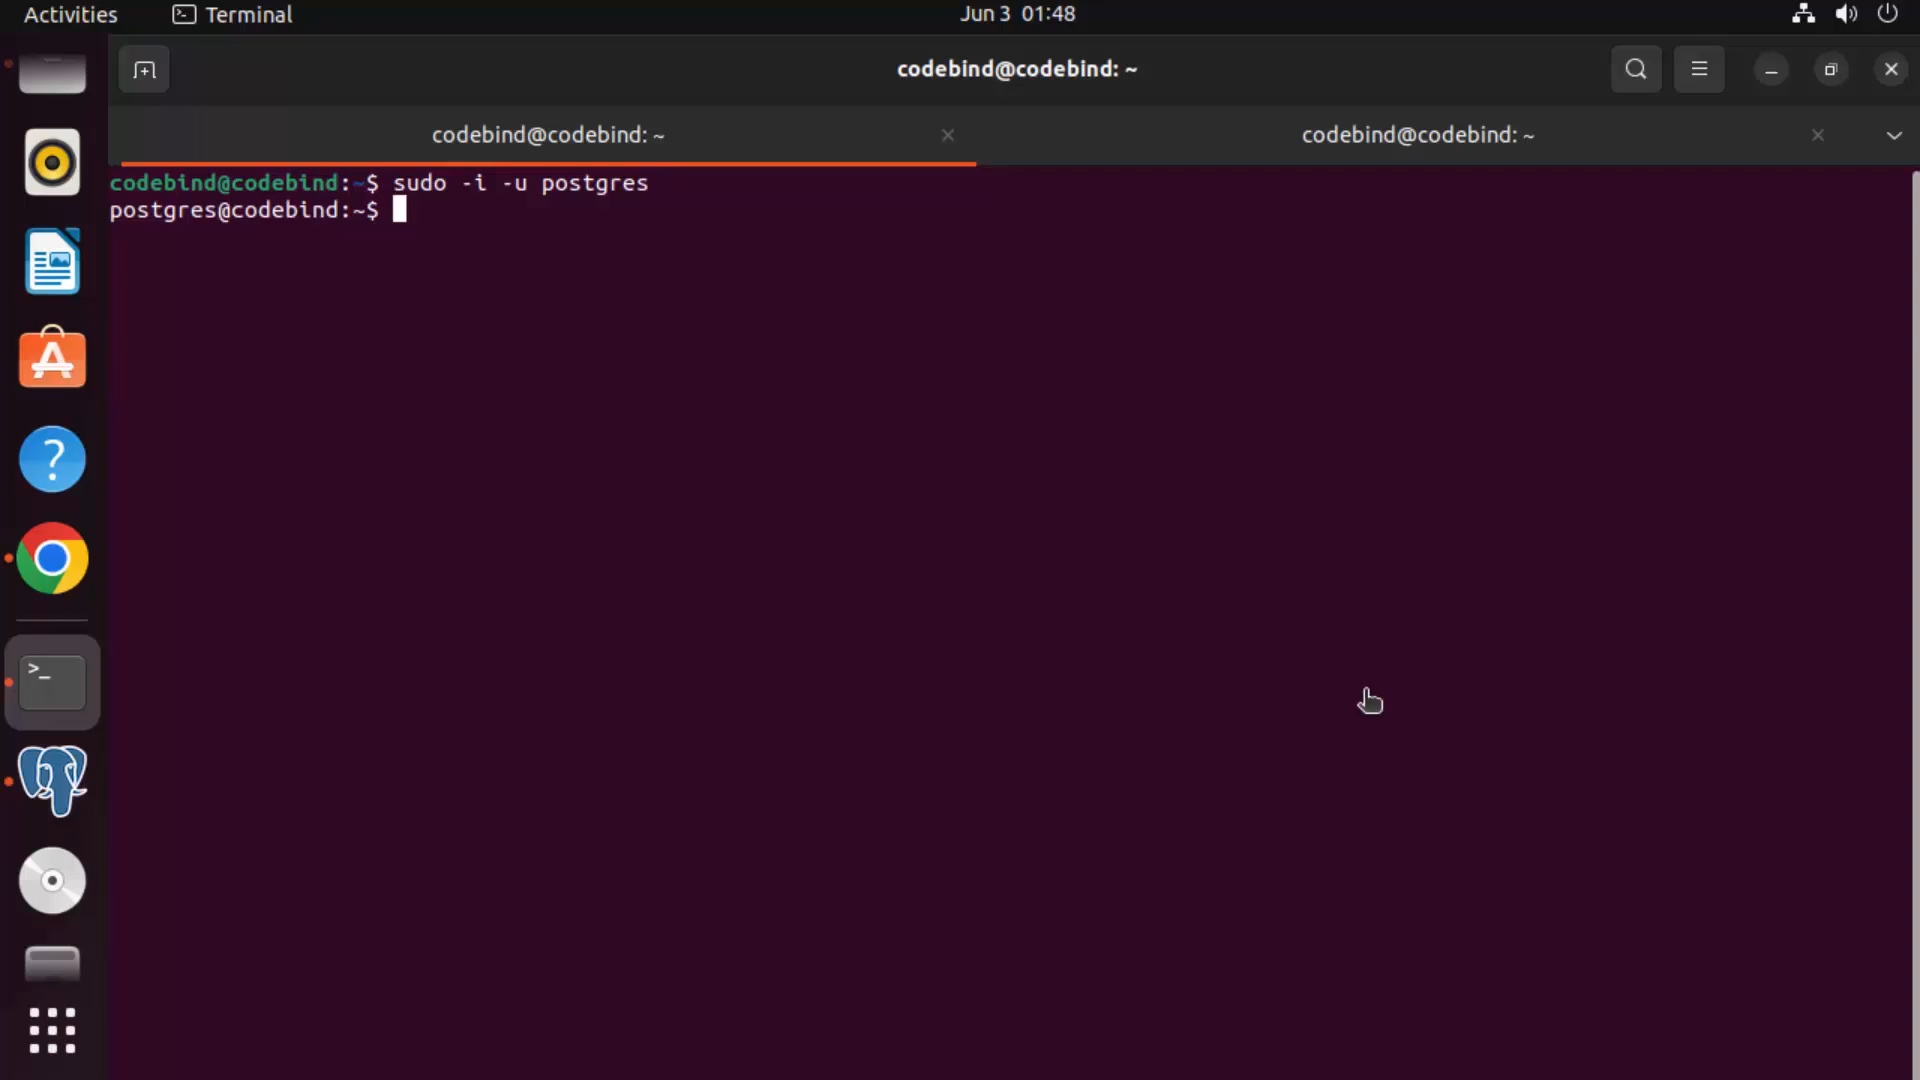 Activities Terminal Jun 3 01:48
codebind@codebind: ~
codebind@codebind: ~ codebind@codebind: ~
codebind@codebind:~$ sudo -i -u postgres
postgres@codebind:~$